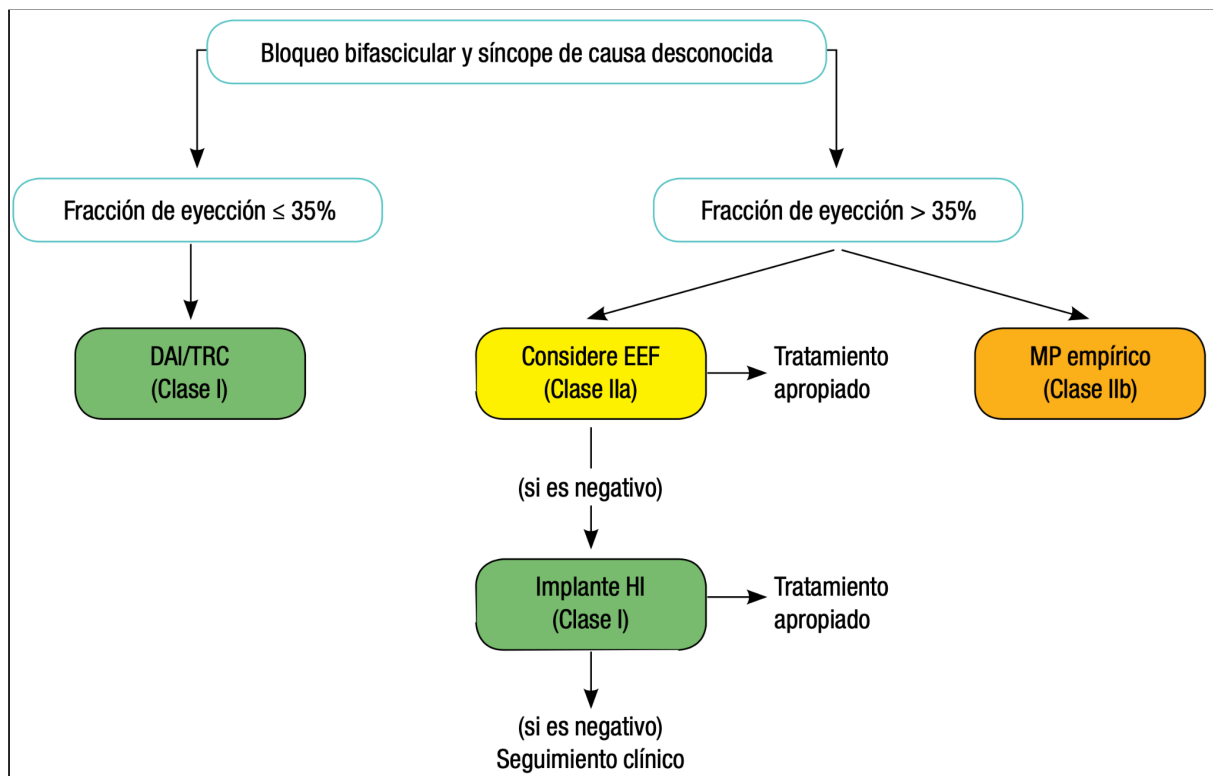 Bloqueo bifascicular y síncope de causa desconocida
Fracción de eyección ≤ 35%
Fracción de eyección > 35%
DAI/TRC
(Clase I)
Considere EEF
(Clase IIa)
Tratamiento
apropiado
MP empírico
(Clase IIb)
(si es negativo)
Implante HI
(Clase I)
Tratamiento
apropiado
(si es negativo)
Seguimiento clínico